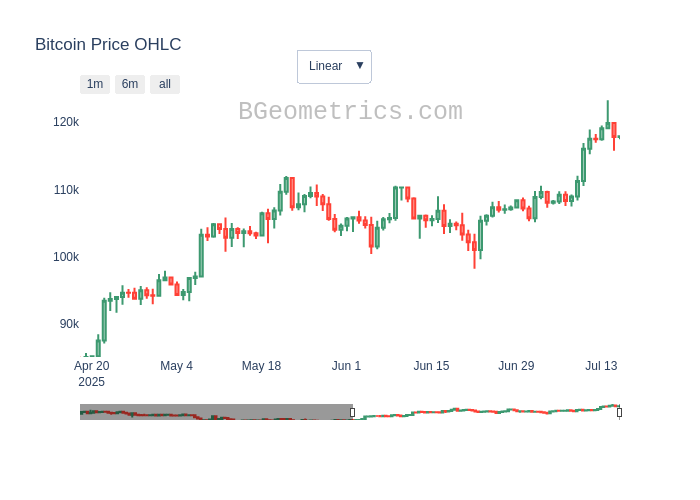 Bitcoin Price OHLC
Linear ▼
1m 6m all
BGeometrics.com
120k
110k
100k
90k
Apr 20 May 4 May 18 Jun 1 Jun 15 Jun 29 Jul 13
2025